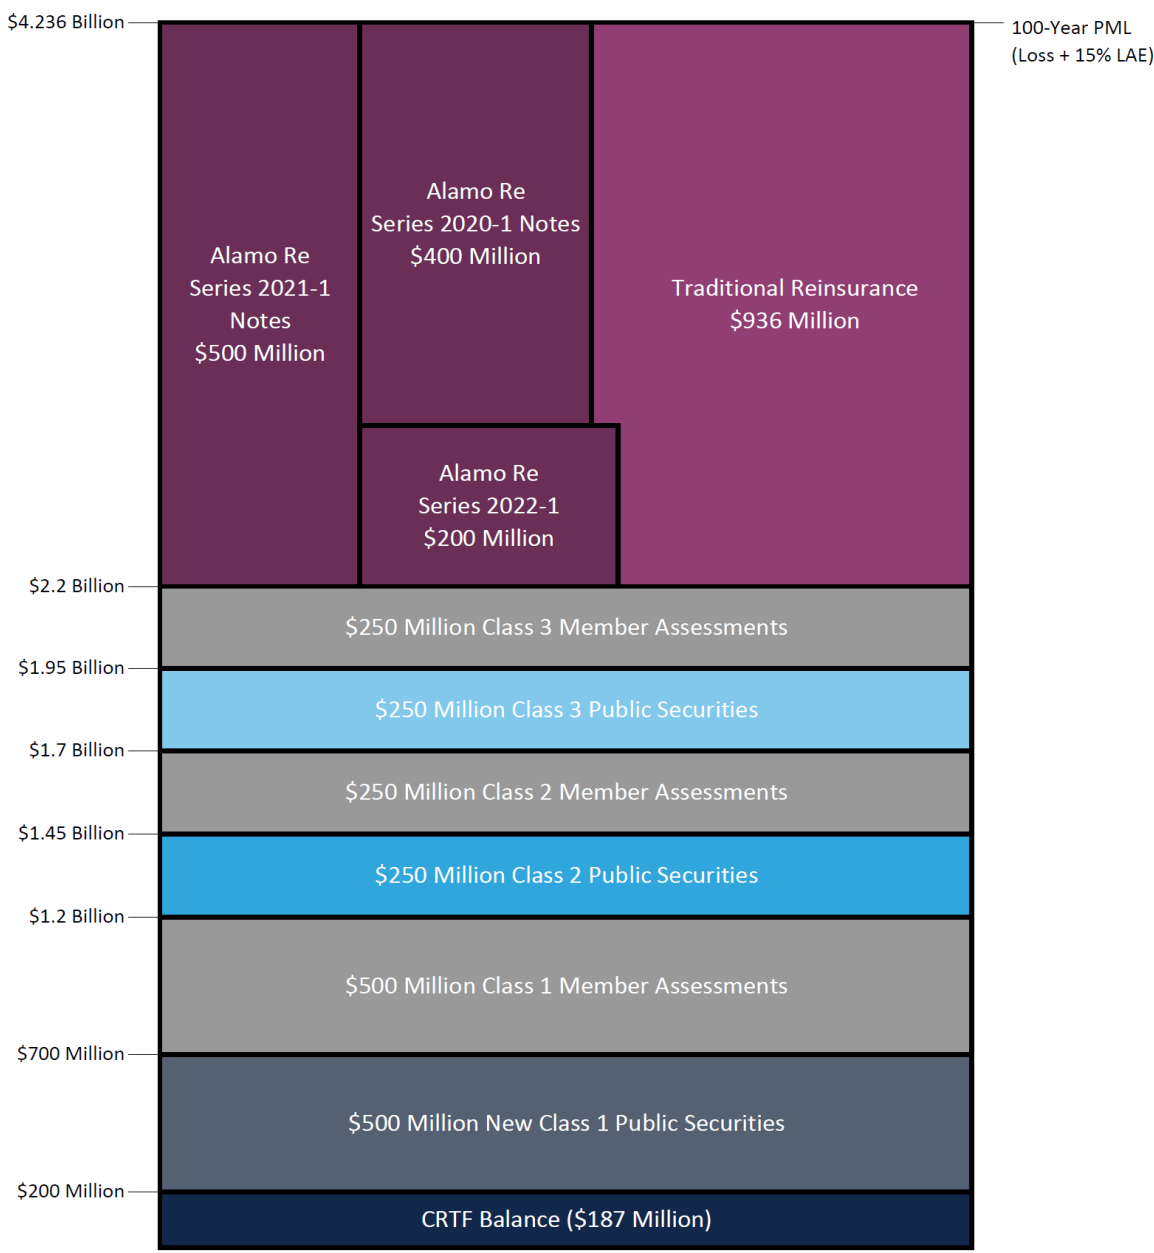 $4.236 Billion
100-Year PML
(Loss + 15% LAE)
Alamo Re
Series 2021-1
Notes
$500 Million
Alamo Re
Series 2020-1 Notes
$400 Million
Traditional Reinsurance
$936 Million
Alamo Re
Series 2022-1
$200 Million
$2.2 Billion
$250 Million Class 3 Member Assessments
$1.95 Billion
$250 Million Class 3 Public Securities
$1.7 Billion
$250 Million Class 2 Member Assessments
$1.45 Billion
$250 Million Class 2 Public Securities
$1.2 Billion
$500 Million Class 1 Member Assessments
$700 Million
$500 Million New Class 1 Public Securities
$200 Million
CRTF Balance ($187 Million)